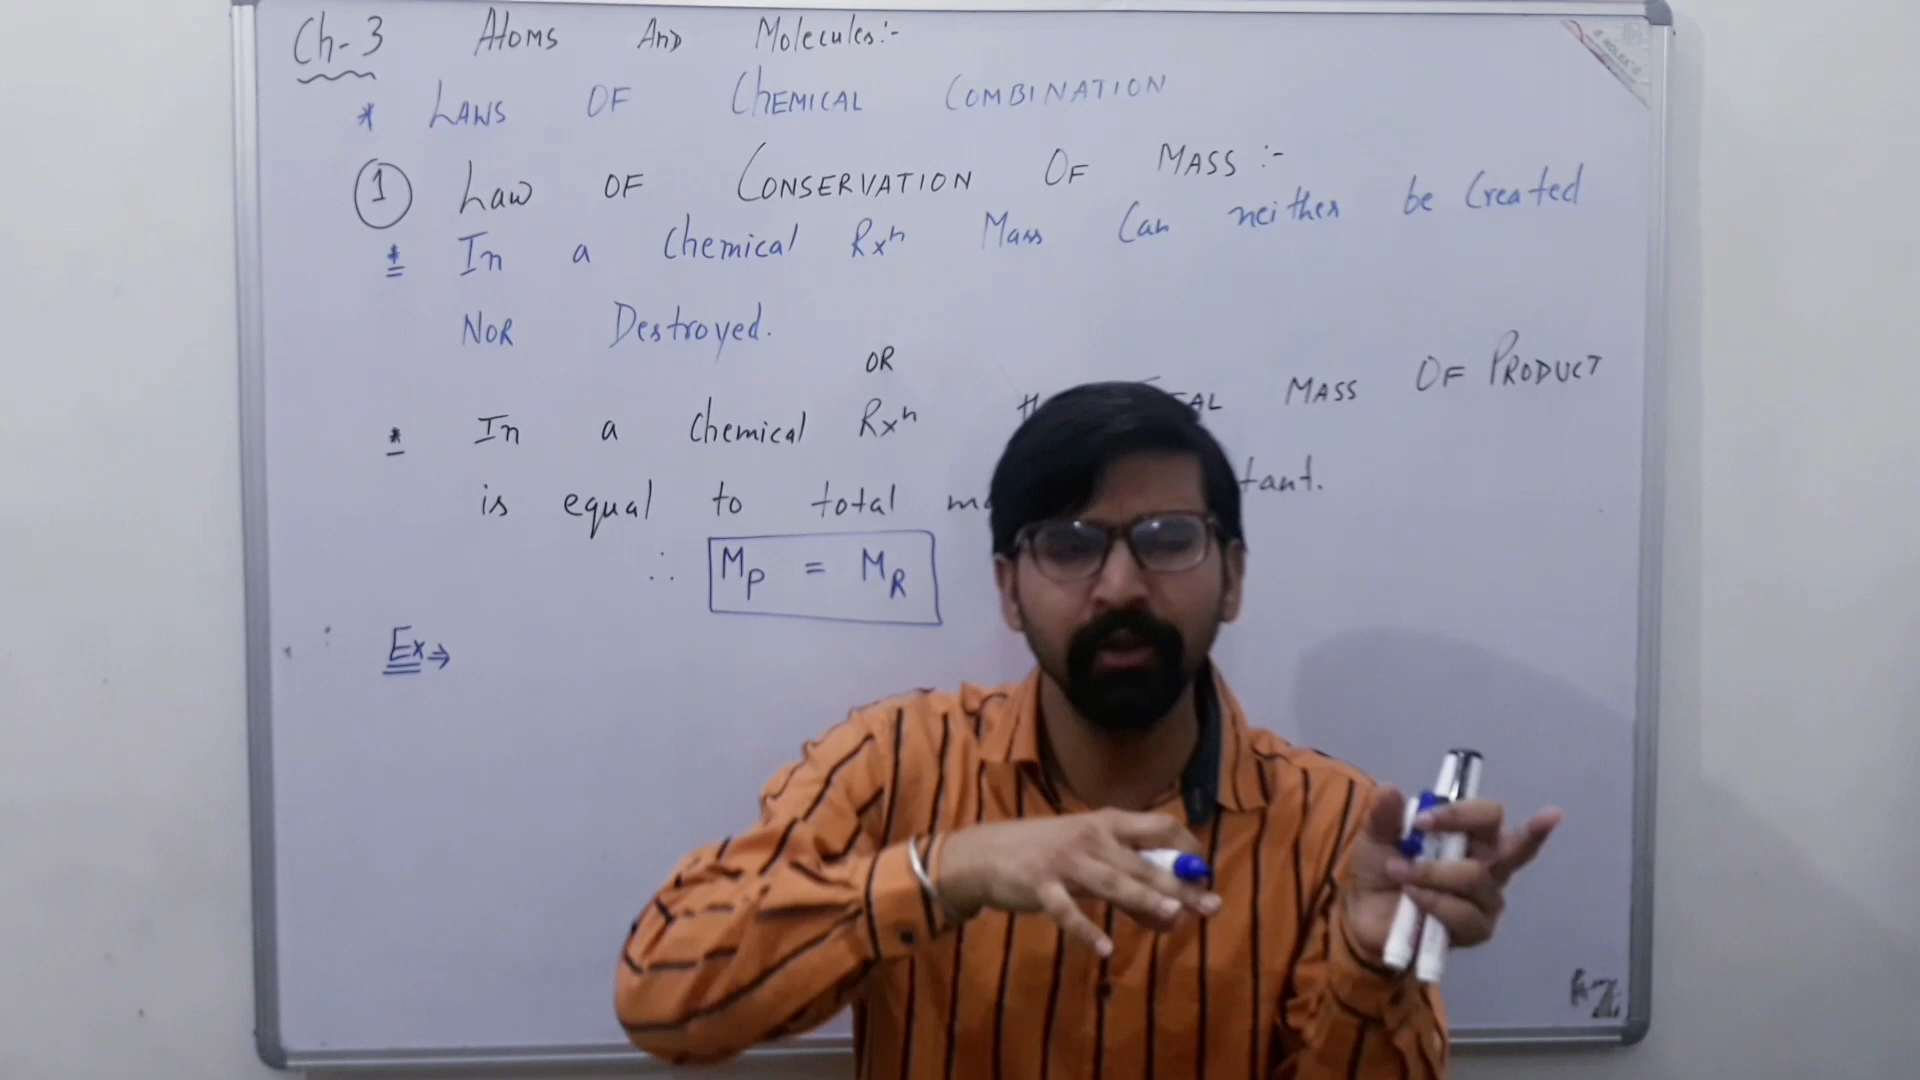 Ch-3 Atoms And Molecules:-
* Laws OF Chemical Combination
1 Law OF Conservation OF Mass :-
* In a Chemical Rxn Mass Can neither be Created
NOR Destroyed.
OR
* In a Chemical Rxn MASS OF PRODUCT
is equal to total
∴ MP = MR
Ex⇒